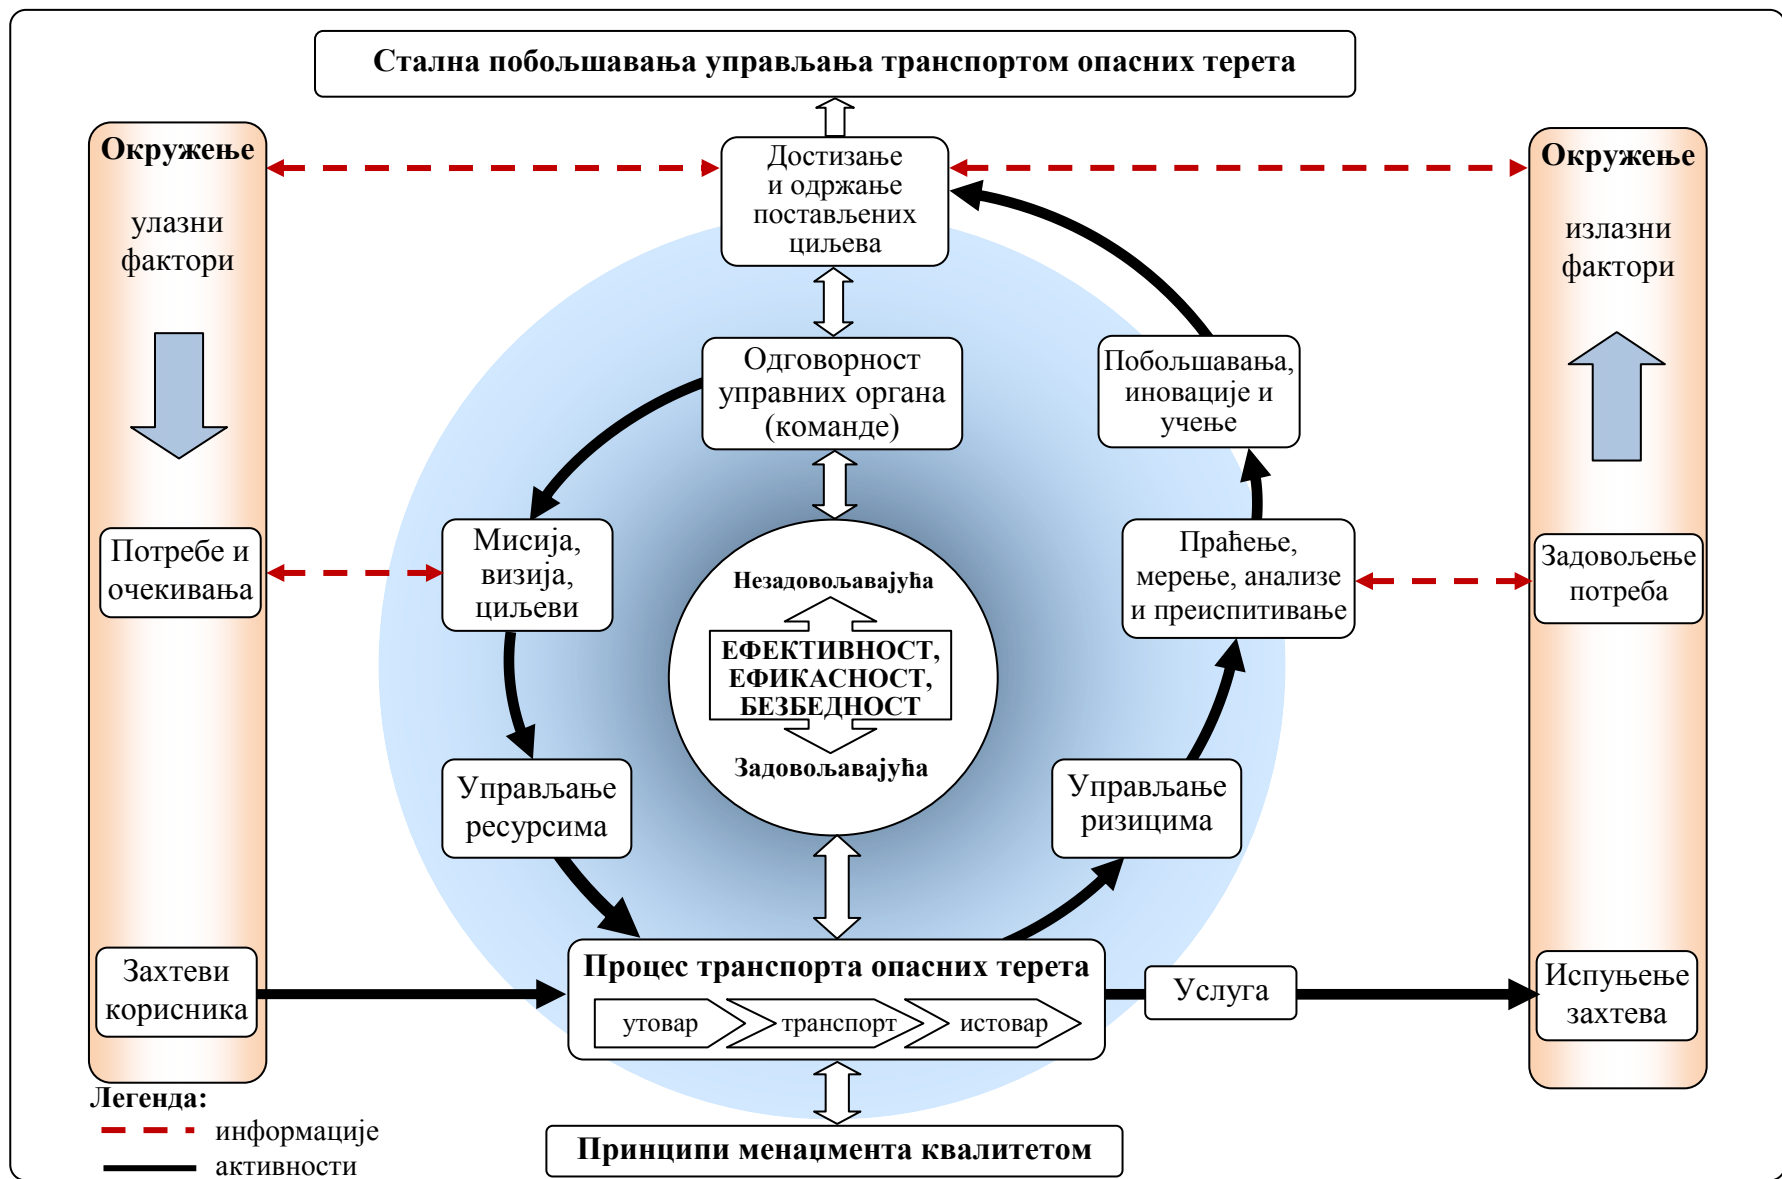 Стална побољшавања управљања транспортом опасних терета
Окружење
улазни
фактори
Потребе и
очекивања
Захтеви
корисника
Достизање
и одржање
постављених
циљева
Одговорност
управних органа
(команде)
Мисија,
визија,
циљеви
Управљање
ресурсима
Незадовољавајућа
ЕФЕКТИВНОСТ,
ЕФИКАСНОСТ,
БЕЗБЕДНОСТ
Задовољавајућа
Побољшавања,
иновације и
учење
Праћење,
мерење, анализе
и преиспитивање
Управљање
ризицима
Процес транспорта опасних терета
утовар
транспорт
истовар
Услуга
Окружење
излазни
фактори
Задовољење
потреба
Испуњење
захтева
Принципи менаџмента квалитетом
Легенда:
информације
активности